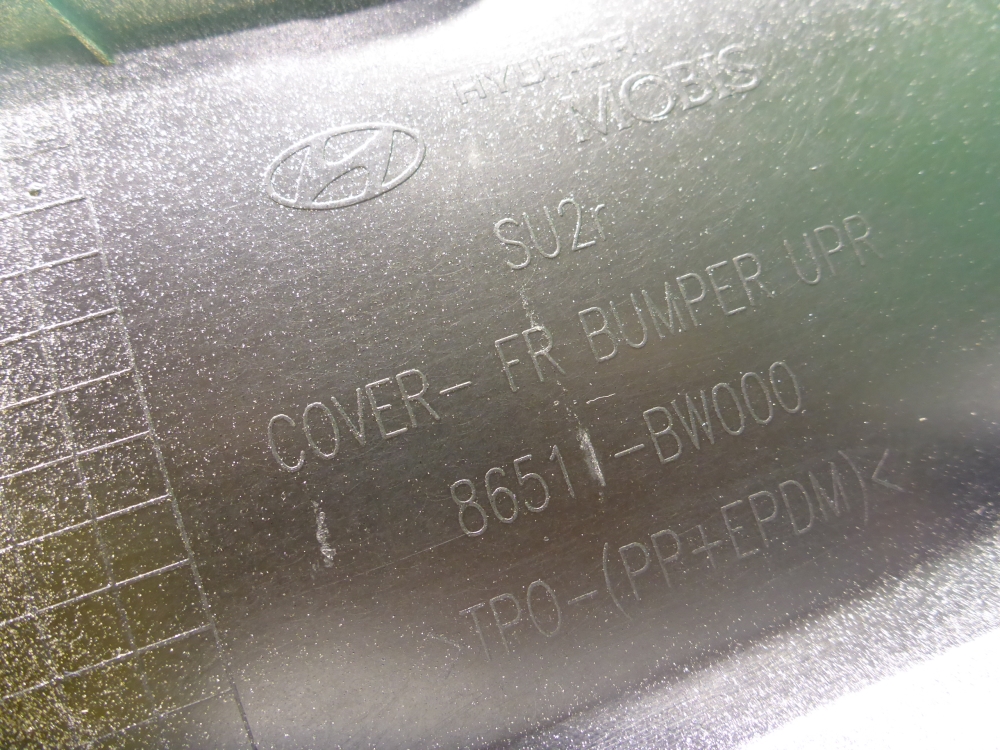 HYUNDAI
MOBIS
SU2r
COVER- FR BUMPER UPR
86511-BW000
>TPO-(PP+EPDM)<